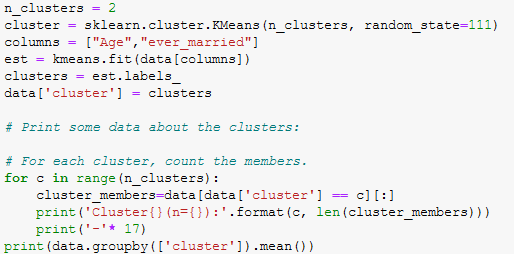 n_clusters = 2
cluster = sklearn.cluster.KMeans(n_clusters, random_state=111)
columns = ["Age","ever_married"]
est = kmeans.fit(data[columns])
clusters = est.labels_
data['cluster'] = clusters
# Print some data about the clusters:
# For each cluster, count the members.
for c in range(n_clusters):
    cluster_members=data[data['cluster'] == c][:]
    print('Cluster{}(n={}):'.format(c, len(cluster_members)))
    print('-'* 17)
print(data.groupby(['cluster']).mean())